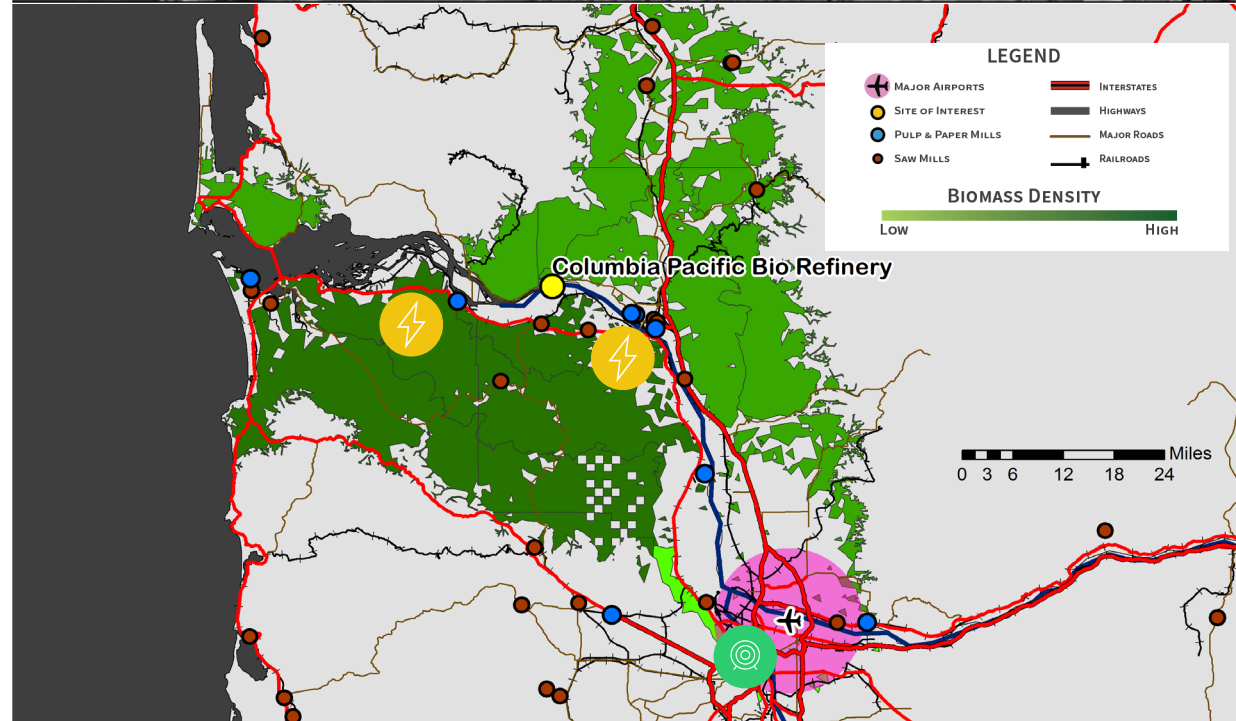 LEGEND
MAJOR AIRPORTS
SITE OF INTEREST
PULP & PAPER MILLS
SAW MILLS
INTERSTATES
HIGHWAYS
MAJOR ROADS
RAILROADS
BIOMASS DENSITY
LOW HIGH
Columbia Pacific Bio Refinery
Miles
0 3 6 12 18 24